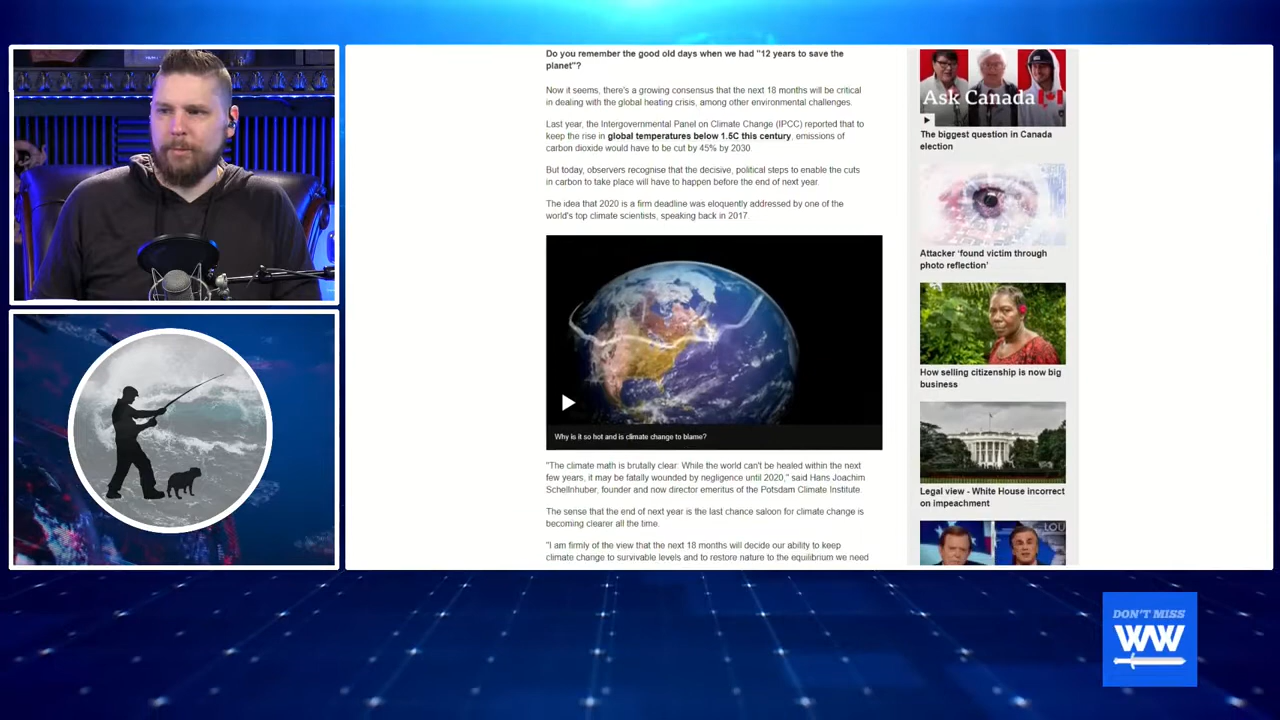 Do you remember the good old days when we had "12 years to save the
planet"?
Now it seems, there's a growing consensus that the next 18 months will be critical
in dealing with the global heating crisis, among other environmental challenges.
Last year, the Intergovernmental Panel on Climate Change (IPCC) reported that to
keep the rise in global temperatures below 1.5C this century, emissions of
carbon dioxide would have to be cut by 45% by 2030.
But today, observers recognise that the decisive, political steps to enable the cuts
in carbon to take place will have to happen before the end of next year.
The idea that 2020 is a firm deadline was eloquently addressed by one of the
world's top climate scientists, speaking back in 2017.
Why is it so hot and is climate change to blame?
"The climate math is brutally clear: While the world can't be healed within the next
few years, it may be fatally wounded by negligence until 2020," said Hans Joachim
Schellnhuber, founder and now director emeritus of the Potsdam Climate Institute.
The sense that the end of next year is the last chance saloon for climate change is
becoming clearer all the time.
"I am firmly of the view that the next 18 months will decide our ability to keep
climate change to survivable levels and to restore nature to the equilibrium we need
Ask Canada
The biggest question in Canada
election
Attacker 'found victim through
photo reflection'
How selling citizenship is now big
business
Legal view - White House incorrect
on impeachment
LOU
DON'T MISS
WW